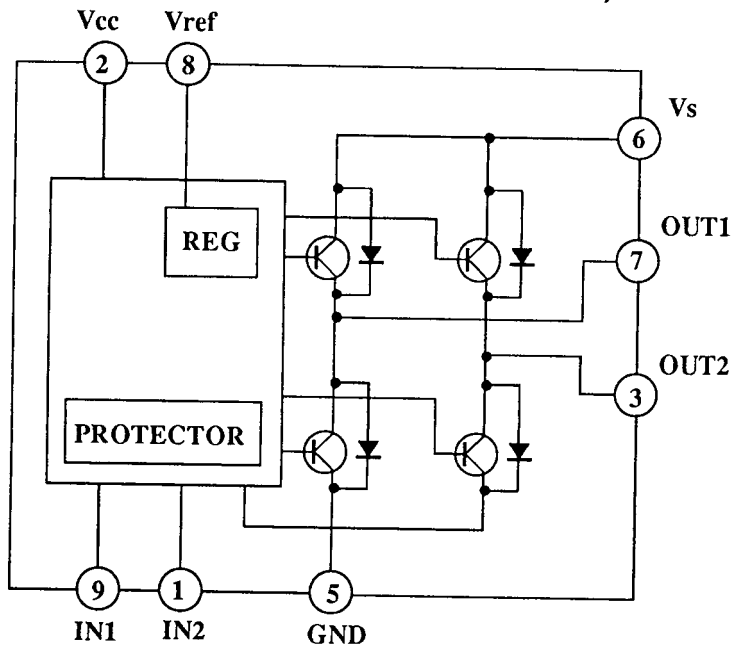 Vcc
Vref
2
8
Vs
6
REG
OUT1
7
OUT2
3
PROTECTOR
9
1
5
IN1
IN2
GND